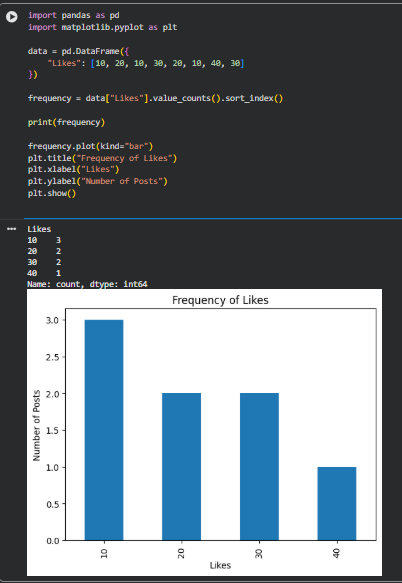 import pandas as pd
import matplotlib.pyplot as plt
data = pd.DataFrame({
    "Likes": [10, 20, 10, 30, 20, 10, 40, 30]
})
frequency = data["Likes"].value_counts().sort_index()
print(frequency)
frequency.plot(kind="bar")
plt.title("Frequency of Likes")
plt.xlabel("Likes")
plt.ylabel("Number of Posts")
plt.show()
Likes
10    3
20    2
30    2
40    1
Name: count, dtype: int64
Frequency of Likes
3.0
2.5
2.0
1.5
1.0
0.5
0.0
Number of Posts
10 20 30 40
Likes